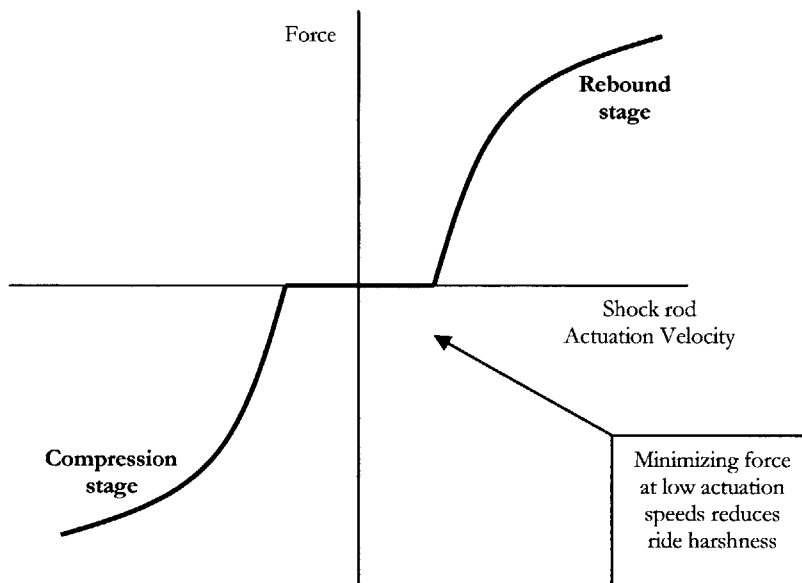 Force
Rebound
stage
Shock rod
Actuation Velocity
Compression
stage
Minimizing force
at low actuation
speeds reduces
ride harshness